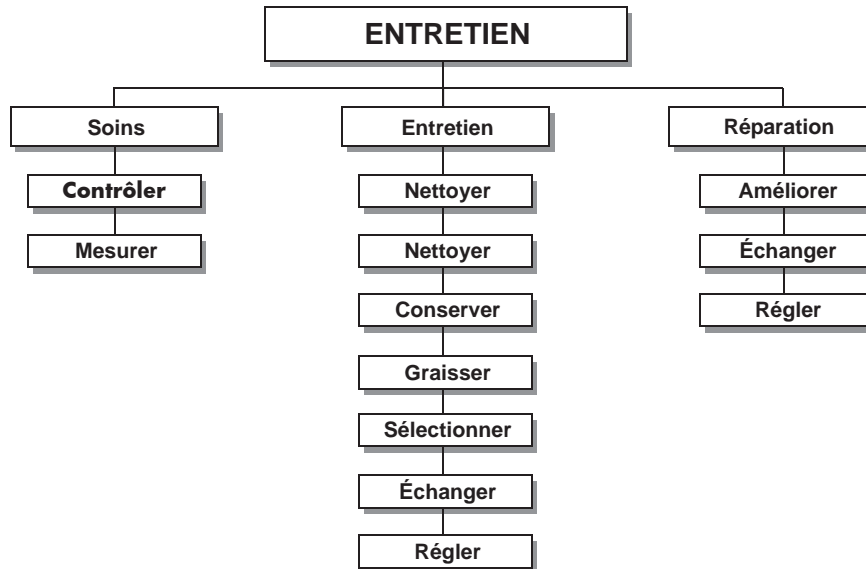 ENTRETIEN
Soins
Contrôler
Mesurer
Entretien
Nettoyer
Nettoyer
Conserver
Graisser
Sélectionner
Échanger
Régler
Réparation
Améliorer
Échanger
Régler